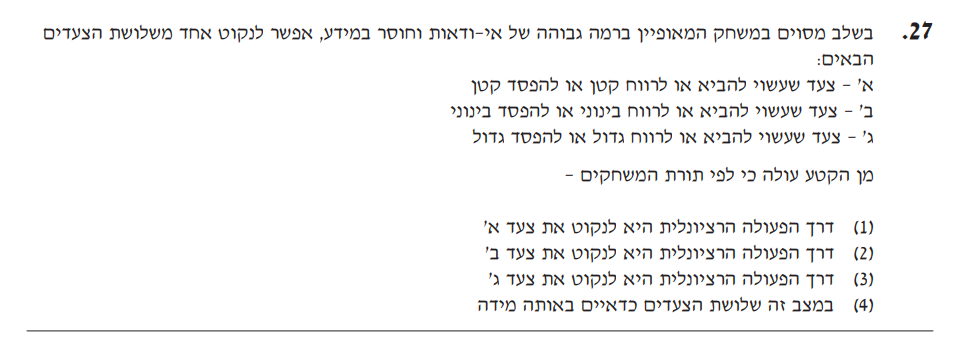 27. בשלב מסוים במשחק המאופיין ברמה גבוהה של אי-ודאות וחוסר במידע, אפשר לנקוט אחד משלושת הצעדים
הבאים:
א' - צעד שעשוי להביא או לרווח קטן או להפסד קטן
ב' - צעד שעשוי להביא או לרווח בינוני או להפסד בינוני
ג' - צעד שעשוי להביא או לרווח גדול או להפסד גדול
מן הקטע עולה כי לפי תורת המשחקים -
(1) דרך הפעולה הרציונלית היא לנקוט את צעד א'
(2) דרך הפעולה הרציונלית היא לנקוט את צעד ב'
(3) דרך הפעולה הרציונלית היא לנקוט את צעד ג'
(4) במצב זה שלושת הצעדים כדאיים באותה מידה